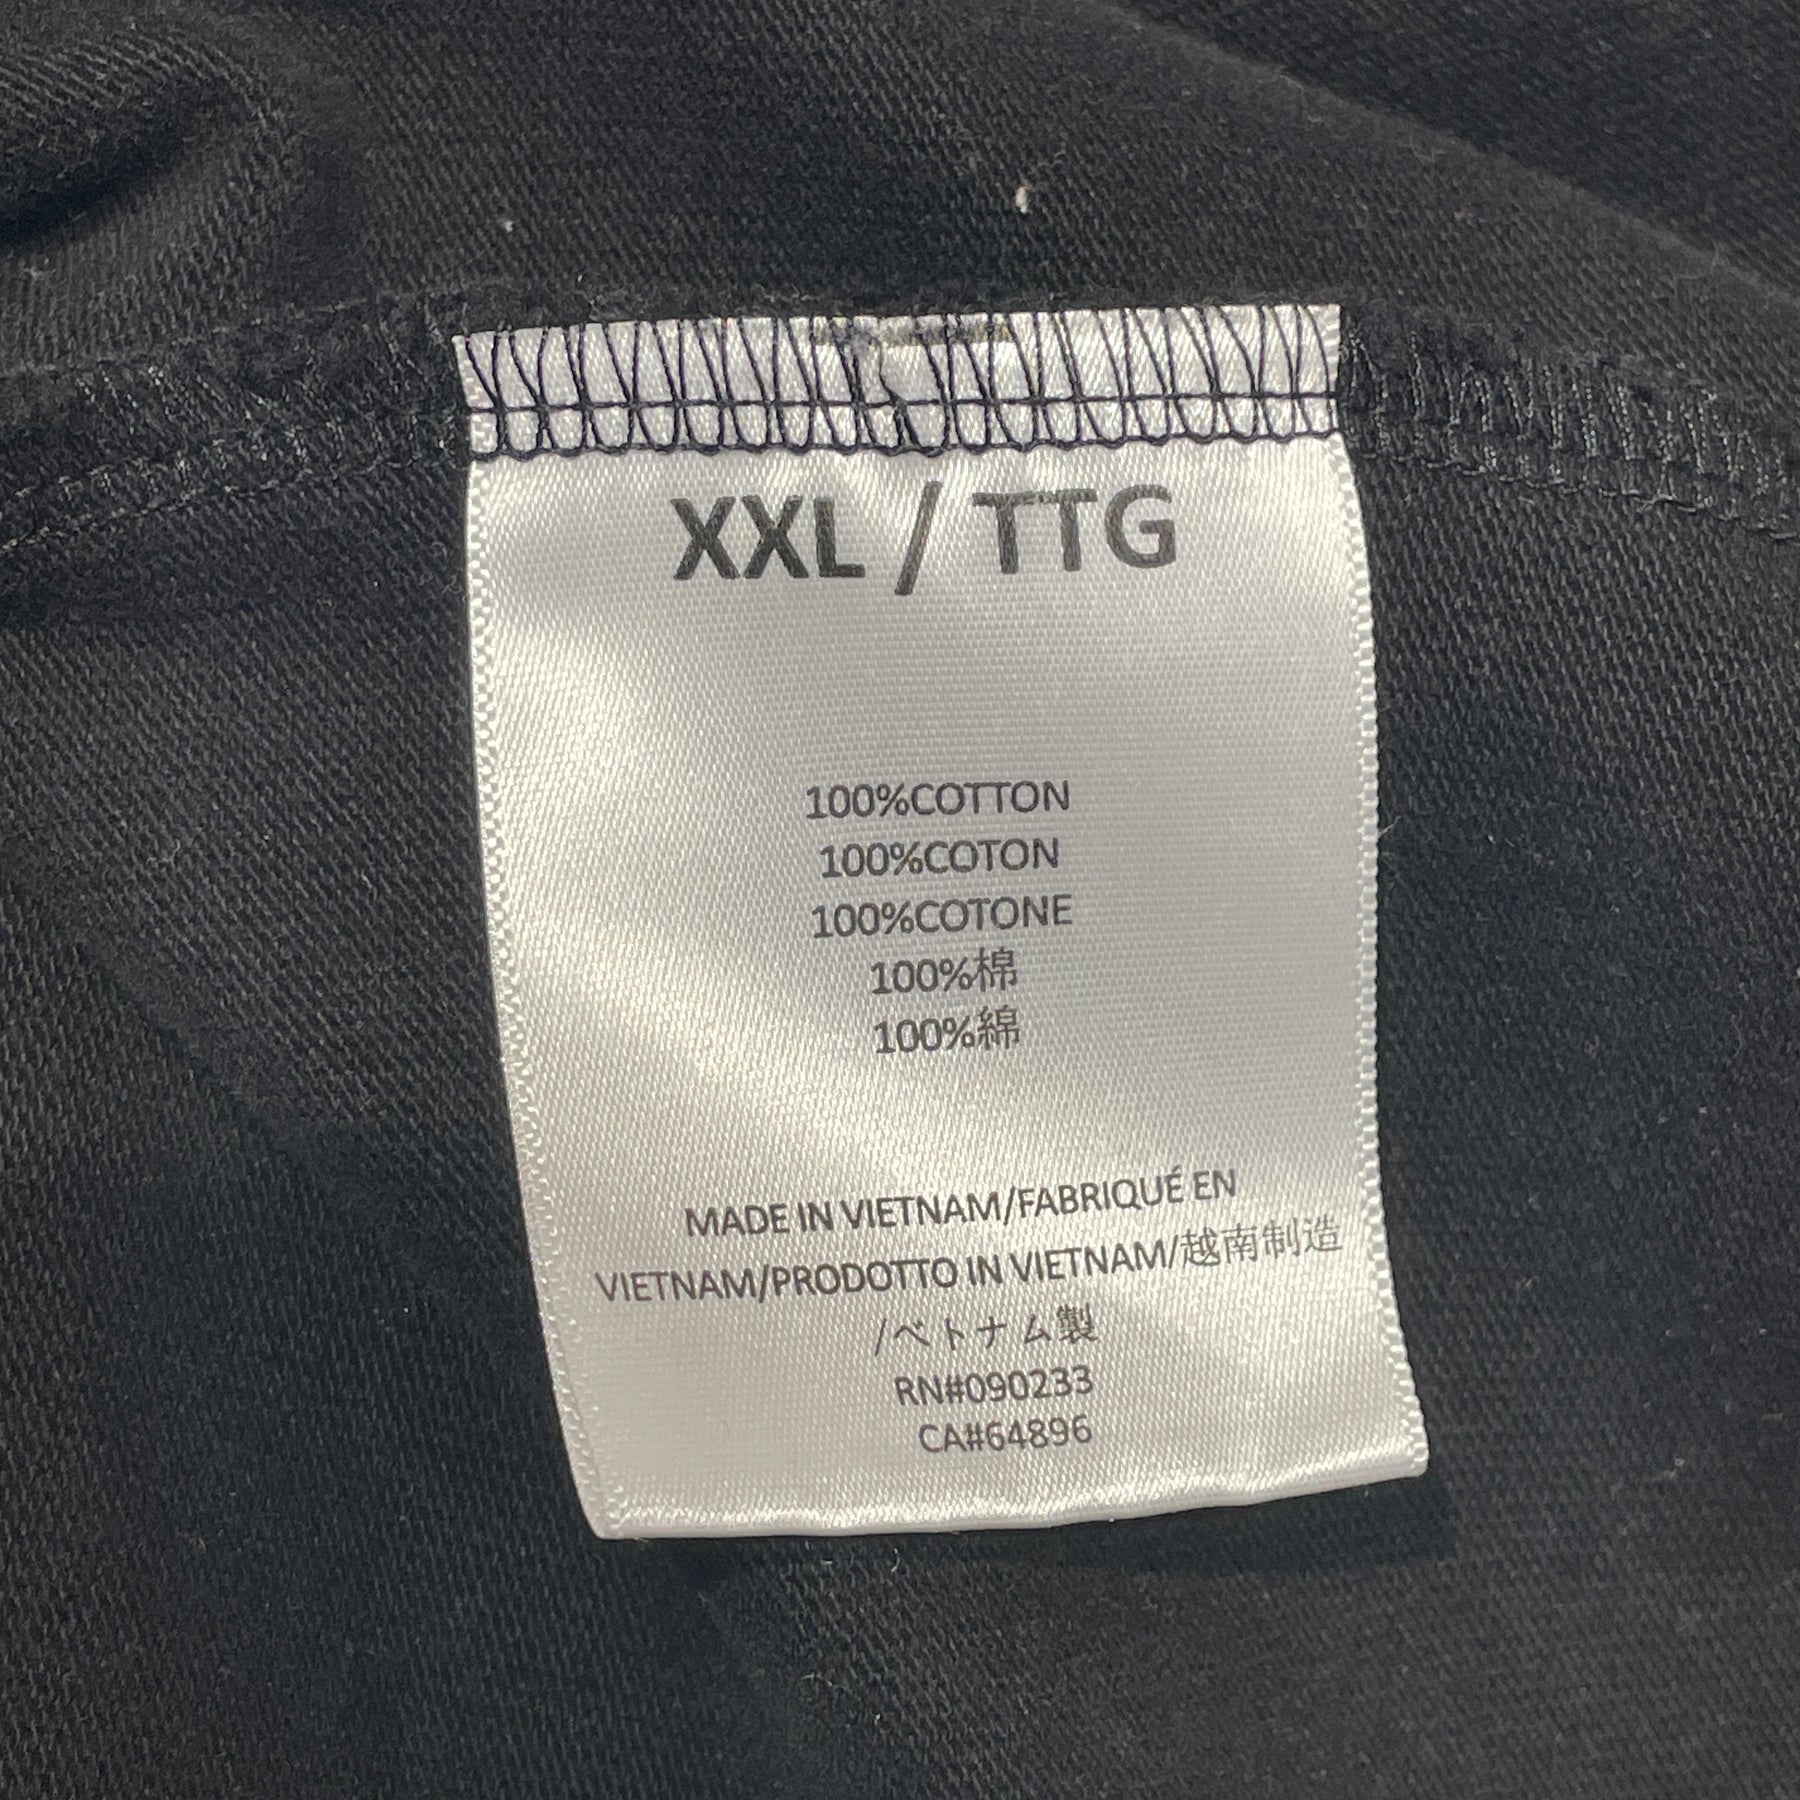 XXL / TTG
100%COTTON
100%COTON
100%COTONE
100%棉
100%綿
MADE IN VIETNAM/FABRIQUÉ EN
VIETNAM/PRODOTTO IN VIETNAM/越南制造
/ベトナム製
RN#090233
CA#64896